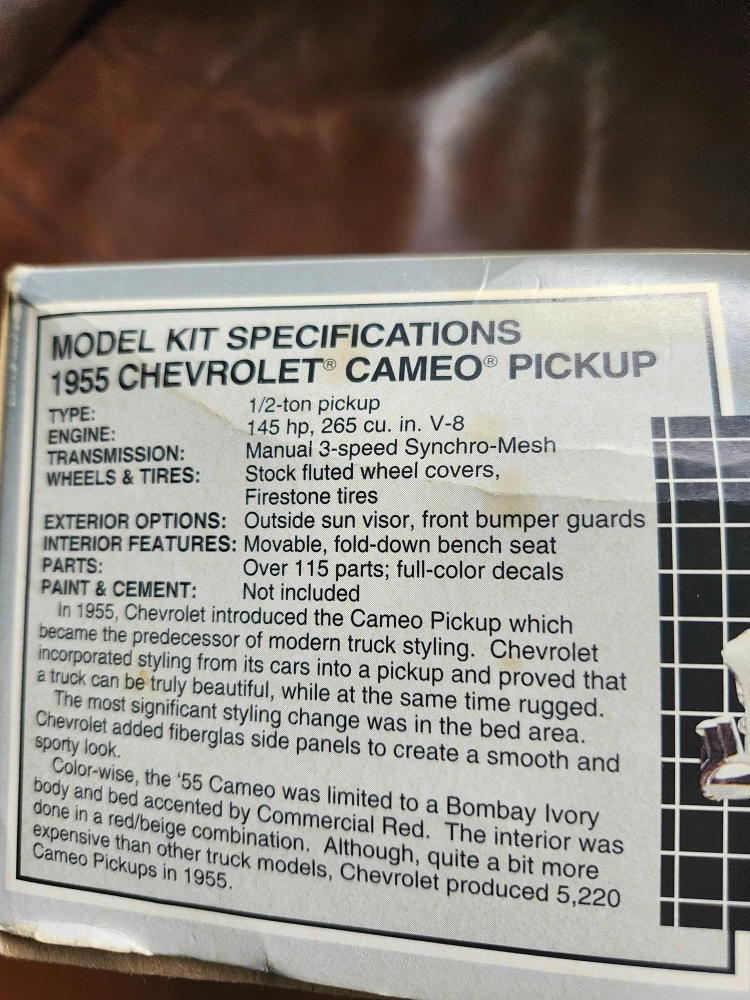 MODEL KIT SPECIFICATIONS
1955 CHEVROLET® CAMEO® PICKUP
TYPE: 1/2-ton pickup
ENGINE: 145 hp, 265 cu. in. V-8
TRANSMISSION: Manual 3-speed Synchro-Mesh
WHEELS & TIRES: Stock fluted wheel covers,
Firestone tires
EXTERIOR OPTIONS: Outside sun visor, front bumper guards
INTERIOR FEATURES: Movable, fold-down bench seat
PARTS: Over 115 parts; full-color decals
PAINT & CEMENT: Not included
In 1955, Chevrolet introduced the Cameo Pickup which
became the predecessor of modern truck styling. Chevrolet
incorporated styling from its cars into a pickup and proved that
a truck can be truly beautiful, while at the same time rugged.
The most significant styling change was in the bed area.
Chevrolet added fiberglas side panels to create a smooth and
sporty look.
Color-wise, the '55 Cameo was limited to a Bombay Ivory
body and bed accented by Commercial Red. The interior was
done in a red/beige combination. Although, quite a bit more
expensive than other truck models, Chevrolet produced 5,220
Cameo Pickups in 1955.